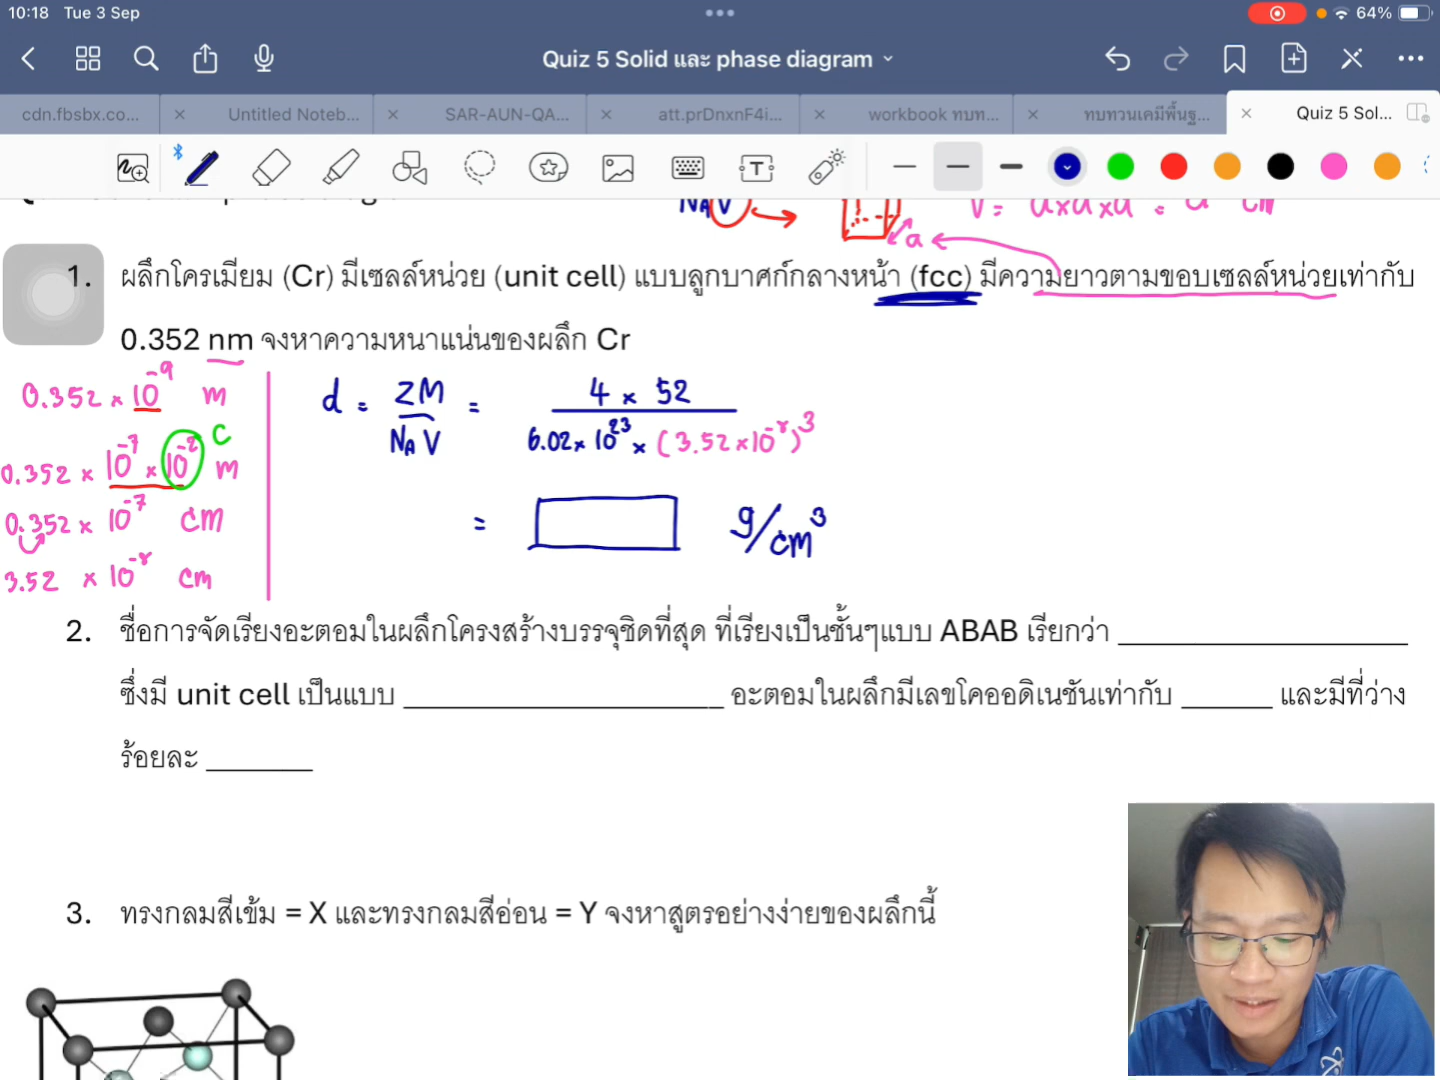 10:18 Tue 3 Sep
64%
Quiz 5 Solid และ phase diagram
cdn.fbsbx.co...
Untitled Noteb...
SAR-AUN-QA...
att.prDnxnF4i...
workbook ทบท...
ทบทวนเคมีพื้นฐ...
Quiz 5 Sol...
NA V
a
V = a×a×a =
1. ผลึกโครเมียม (Cr) มีเซลล์หน่วย (unit cell) แบบลูกบาศก์กลางหน้า (fcc) มีความยาวตามขอบเซลล์หน่วยเท่ากับ
0.352 nm จงหาความหนาแน่นของผลึก Cr
0.352 × 10⁻⁹ m
0.352 × 10⁻⁷ × 10⁻² m
c
0.352 × 10⁻⁷ cm
3.52 × 10⁻⁸ cm
d = ZM / NA V = 4 × 52 / 6.02 × 10²³ × (3.52 × 10⁻⁸)³
= g/cm³
2. ชื่อการจัดเรียงอะตอมในผลึกโครงสร้างบรรจุชิดที่สุด ที่เรียงเป็นชั้นๆแบบ ABAB เรียกว่า
ซึ่งมี unit cell เป็นแบบ อะตอมในผลึกมีเลขโคออดิเนชันเท่ากับ และมีที่ว่าง
ร้อยละ
3. ทรงกลมสีเข้ม = X และทรงกลมสีอ่อน = Y จงหาสูตรอย่างง่ายของผลึกนี้